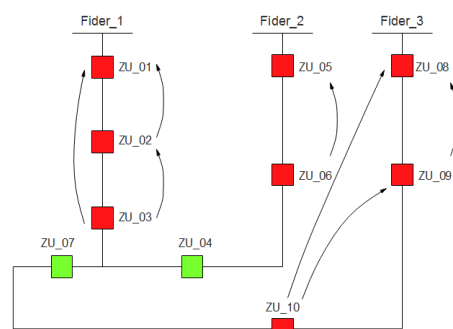 Fider_1 Fider_2 Fider_3
ZU_01 ZU_05 ZU_08
ZU_02
ZU_06 ZU_09
ZU_03
ZU_07 ZU_04
ZU_10